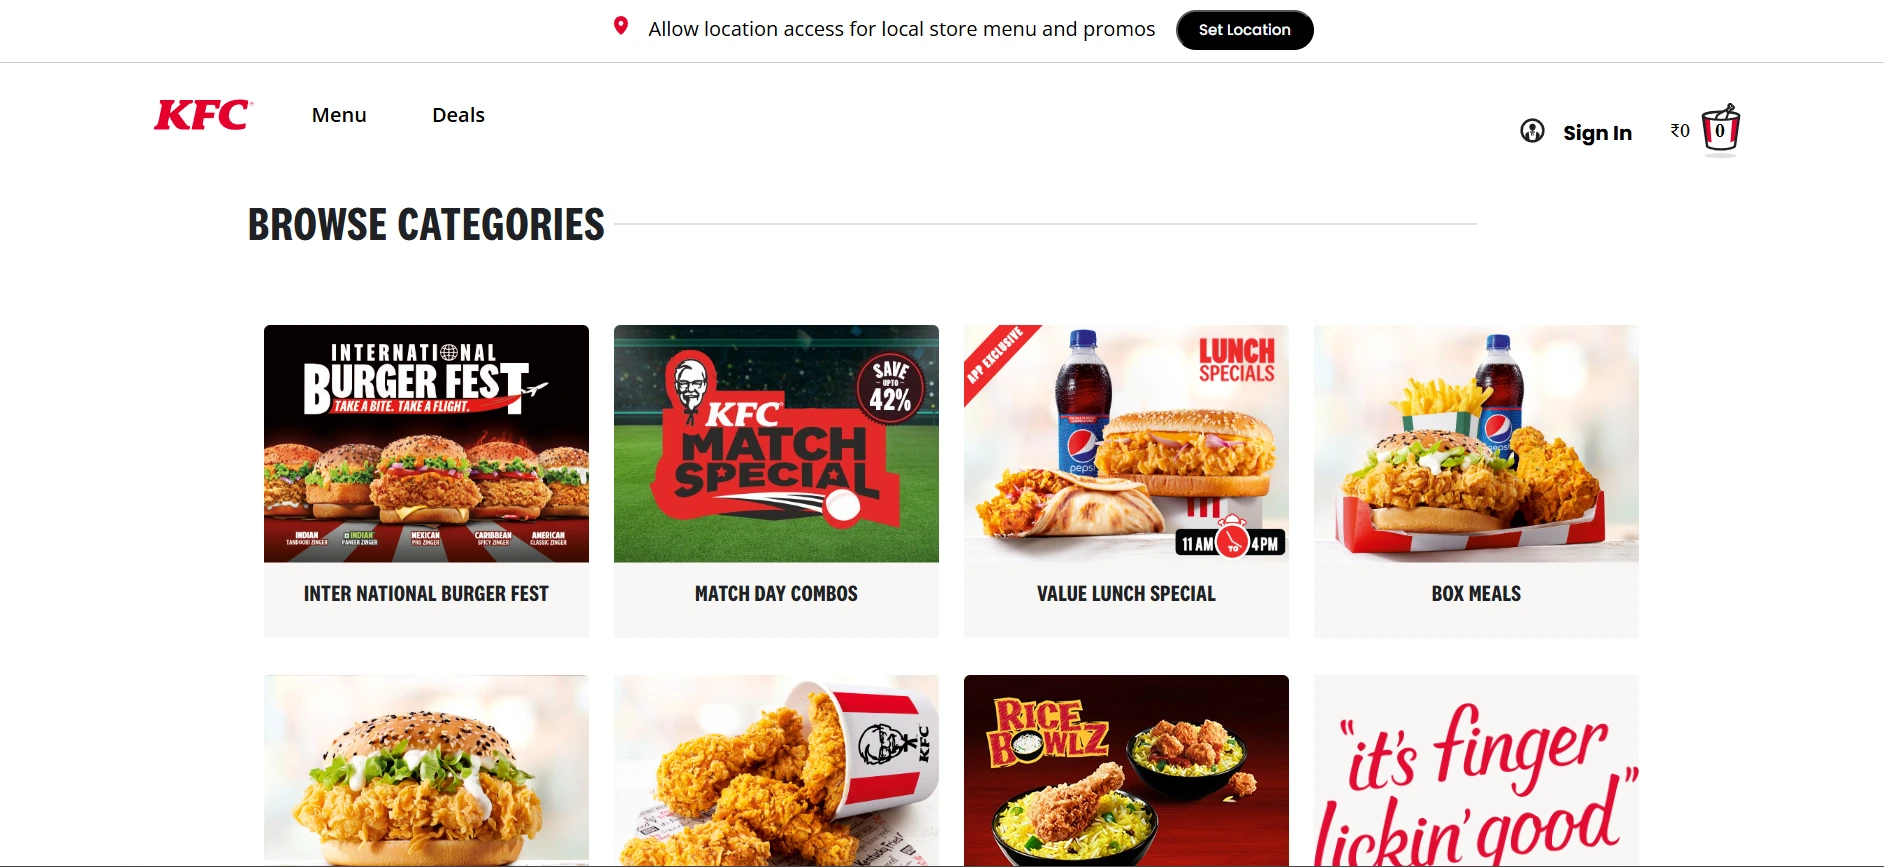 Allow location access for local store menu and promos
Set Location
KFC
Menu
Deals
Sign In
₹0
0
BROWSE CATEGORIES
INTERNATIONAL
BURGER FEST
TAKE A BITE. TAKE A FLIGHT.
INDIAN
TANDOORI ZINGER
INDIAN
PANEER ZINGER
MEXICAN
PRO ZINGER
CARIBBEAN
SPICY ZINGER
AMERICAN
CLASSIC ZINGER
INTER NATIONAL BURGER FEST
SAVE
UPTO
42%
KFC
MATCH
SPECIAL
MATCH DAY COMBOS
APP EXCLUSIVE
LUNCH
SPECIALS
pepsi
11 AM TO 4 PM
VALUE LUNCH SPECIAL
pepsi
BOX MEALS
KFC
RICE
BOWLZ
"it's finger
lickin' good"